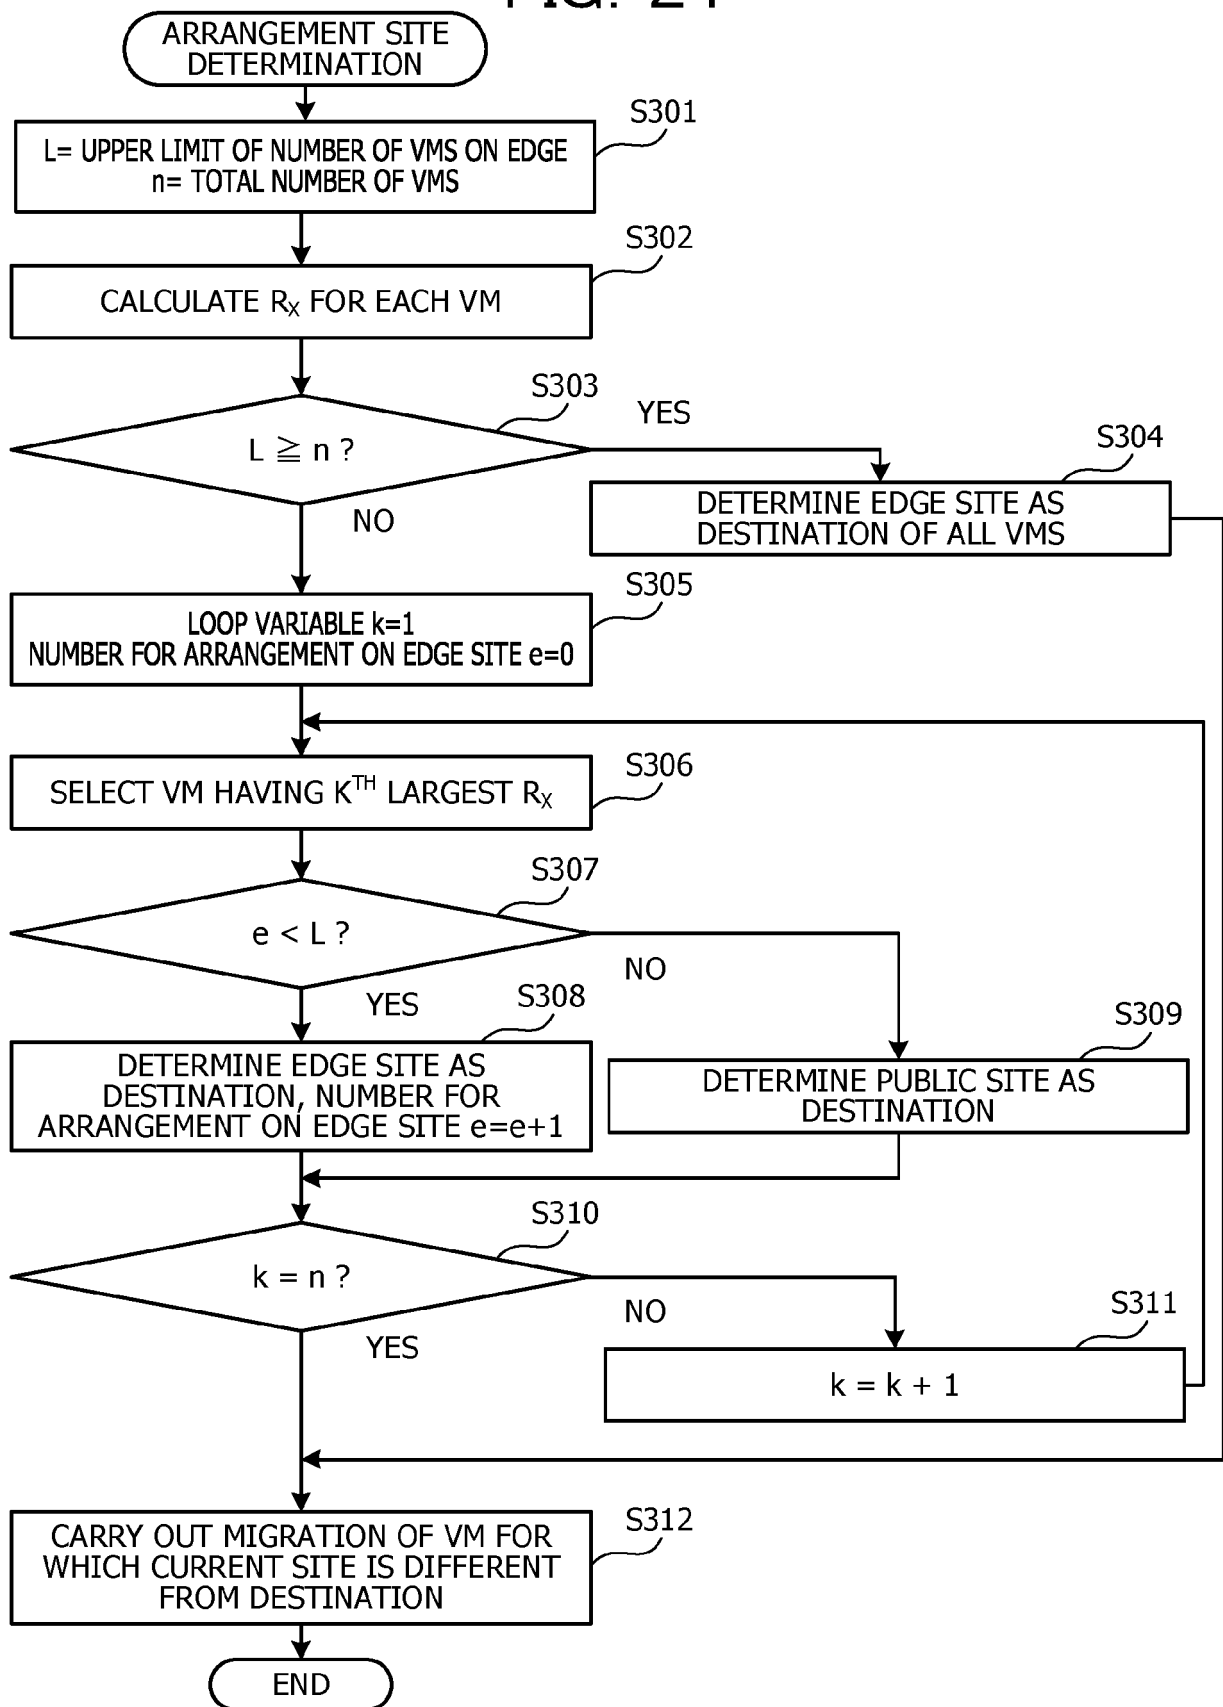 ARRANGEMENT SITE
DETERMINATION
S301
L= UPPER LIMIT OF NUMBER OF VMS ON EDGE
n= TOTAL NUMBER OF VMS
S302
CALCULATE RX FOR EACH VM
S303
L ≧ n ?
YES
NO
S304
DETERMINE EDGE SITE AS
DESTINATION OF ALL VMS
S305
LOOP VARIABLE k=1
NUMBER FOR ARRANGEMENT ON EDGE SITE e=0
S306
SELECT VM HAVING KTH LARGEST RX
S307
e < L ?
NO
YES
S308
DETERMINE EDGE SITE AS
DESTINATION, NUMBER FOR
ARRANGEMENT ON EDGE SITE e=e+1
S309
DETERMINE PUBLIC SITE AS
DESTINATION
S310
k = n ?
NO
YES
S311
k = k + 1
S312
CARRY OUT MIGRATION OF VM FOR
WHICH CURRENT SITE IS DIFFERENT
FROM DESTINATION
END